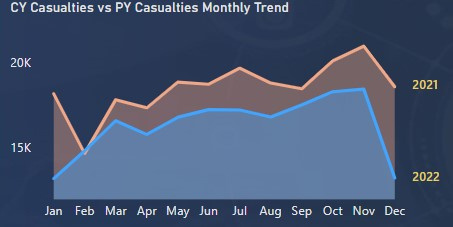 CY Casualties vs PY Casualties Monthly Trend
20K
2021
15K
2022
Jan Feb Mar Apr May Jun Jul Aug Sep Oct Nov Dec